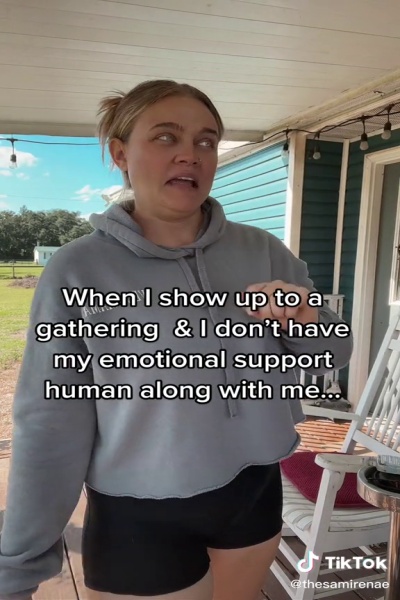 When I show up to a
gathering & I don't have
my emotional support
human along with me...
TikTok
@thesamirenae